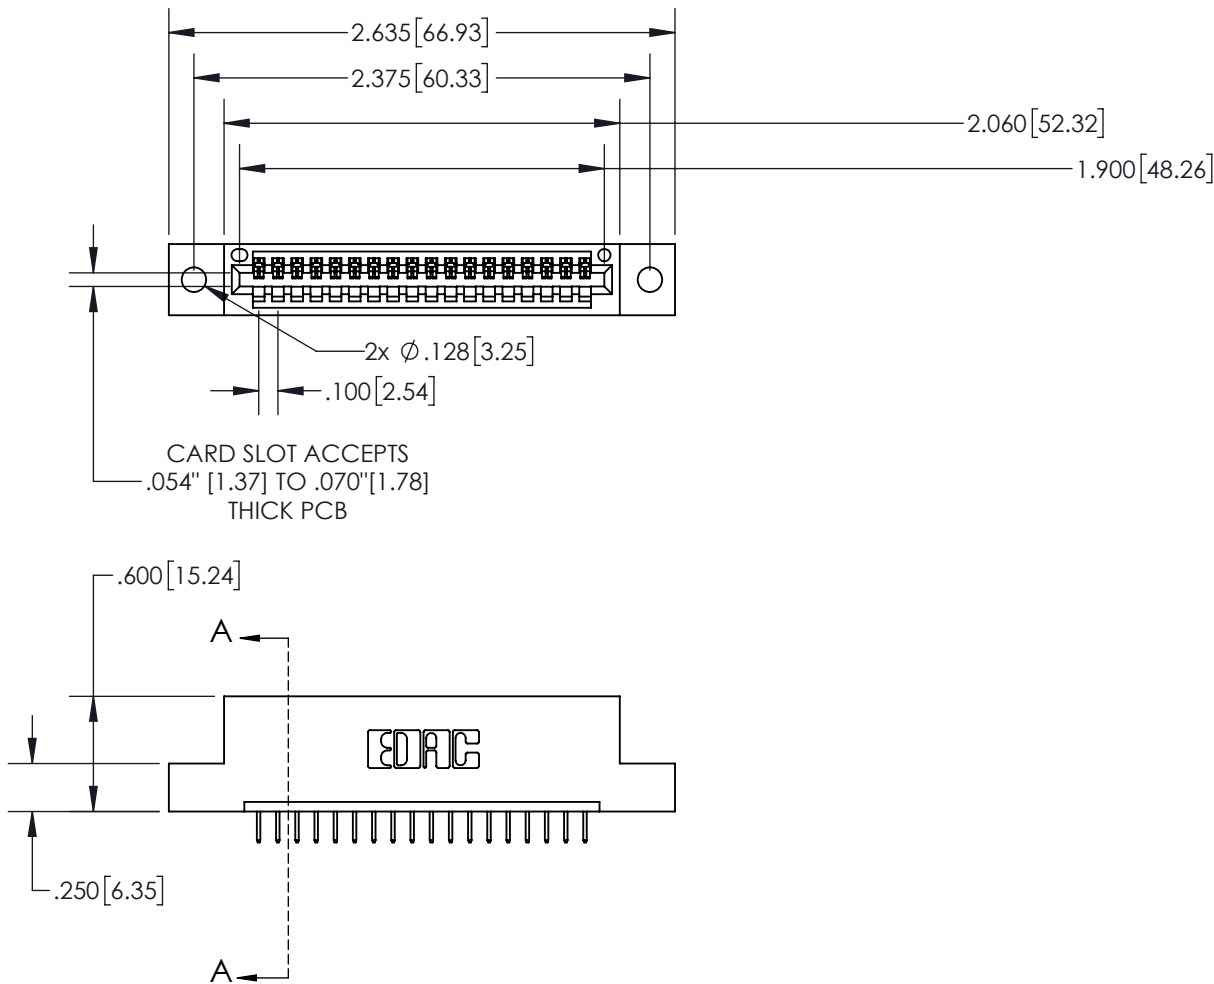 2.635[66.93]
2.375[60.33]
2.060[52.32]
1.900[48.26]
2x ∅.128[3.25]
.100[2.54]
CARD SLOT ACCEPTS
.054" [1.37] TO .070"[1.78]
THICK PCB
.600[15.24]
A
EDAC
.250[6.35]
A